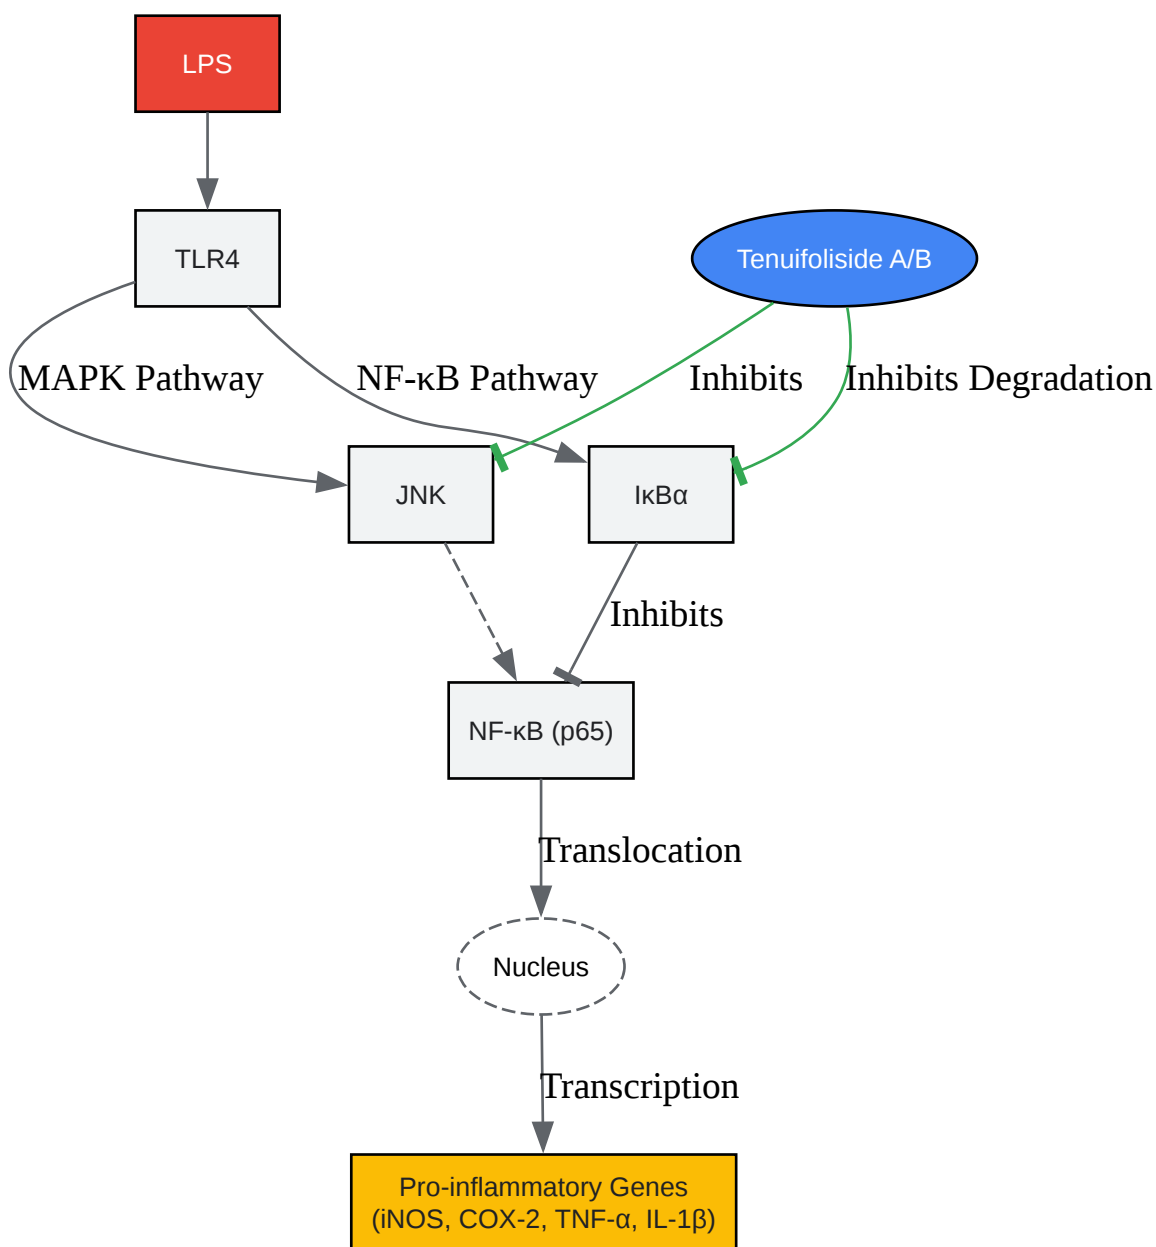 LPS
TLR4
Tenuifoliside A/B
MAPK Pathway
NF-κB Pathway
Inhibits
Inhibits Degradation
JNK
IκBα
Inhibits
NF-κB (p65)
Translocation
Nucleus
Transcription
Pro-inflammatory Genes
(iNOS, COX-2, TNF-α, IL-1β)